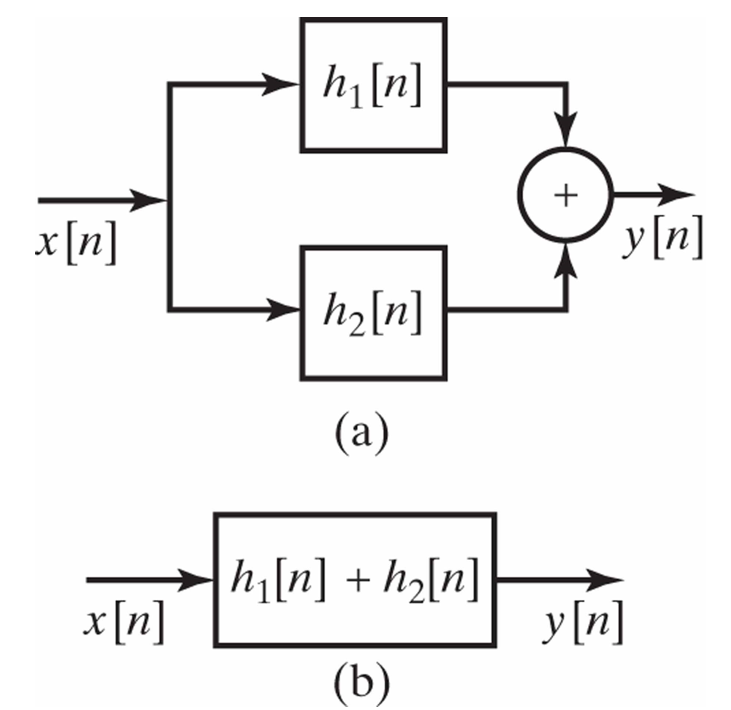 h₁[n]
+
x[n]
y[n]
h₂[n]
(a)
h₁[n] + h₂[n]
x[n]
y[n]
(b)